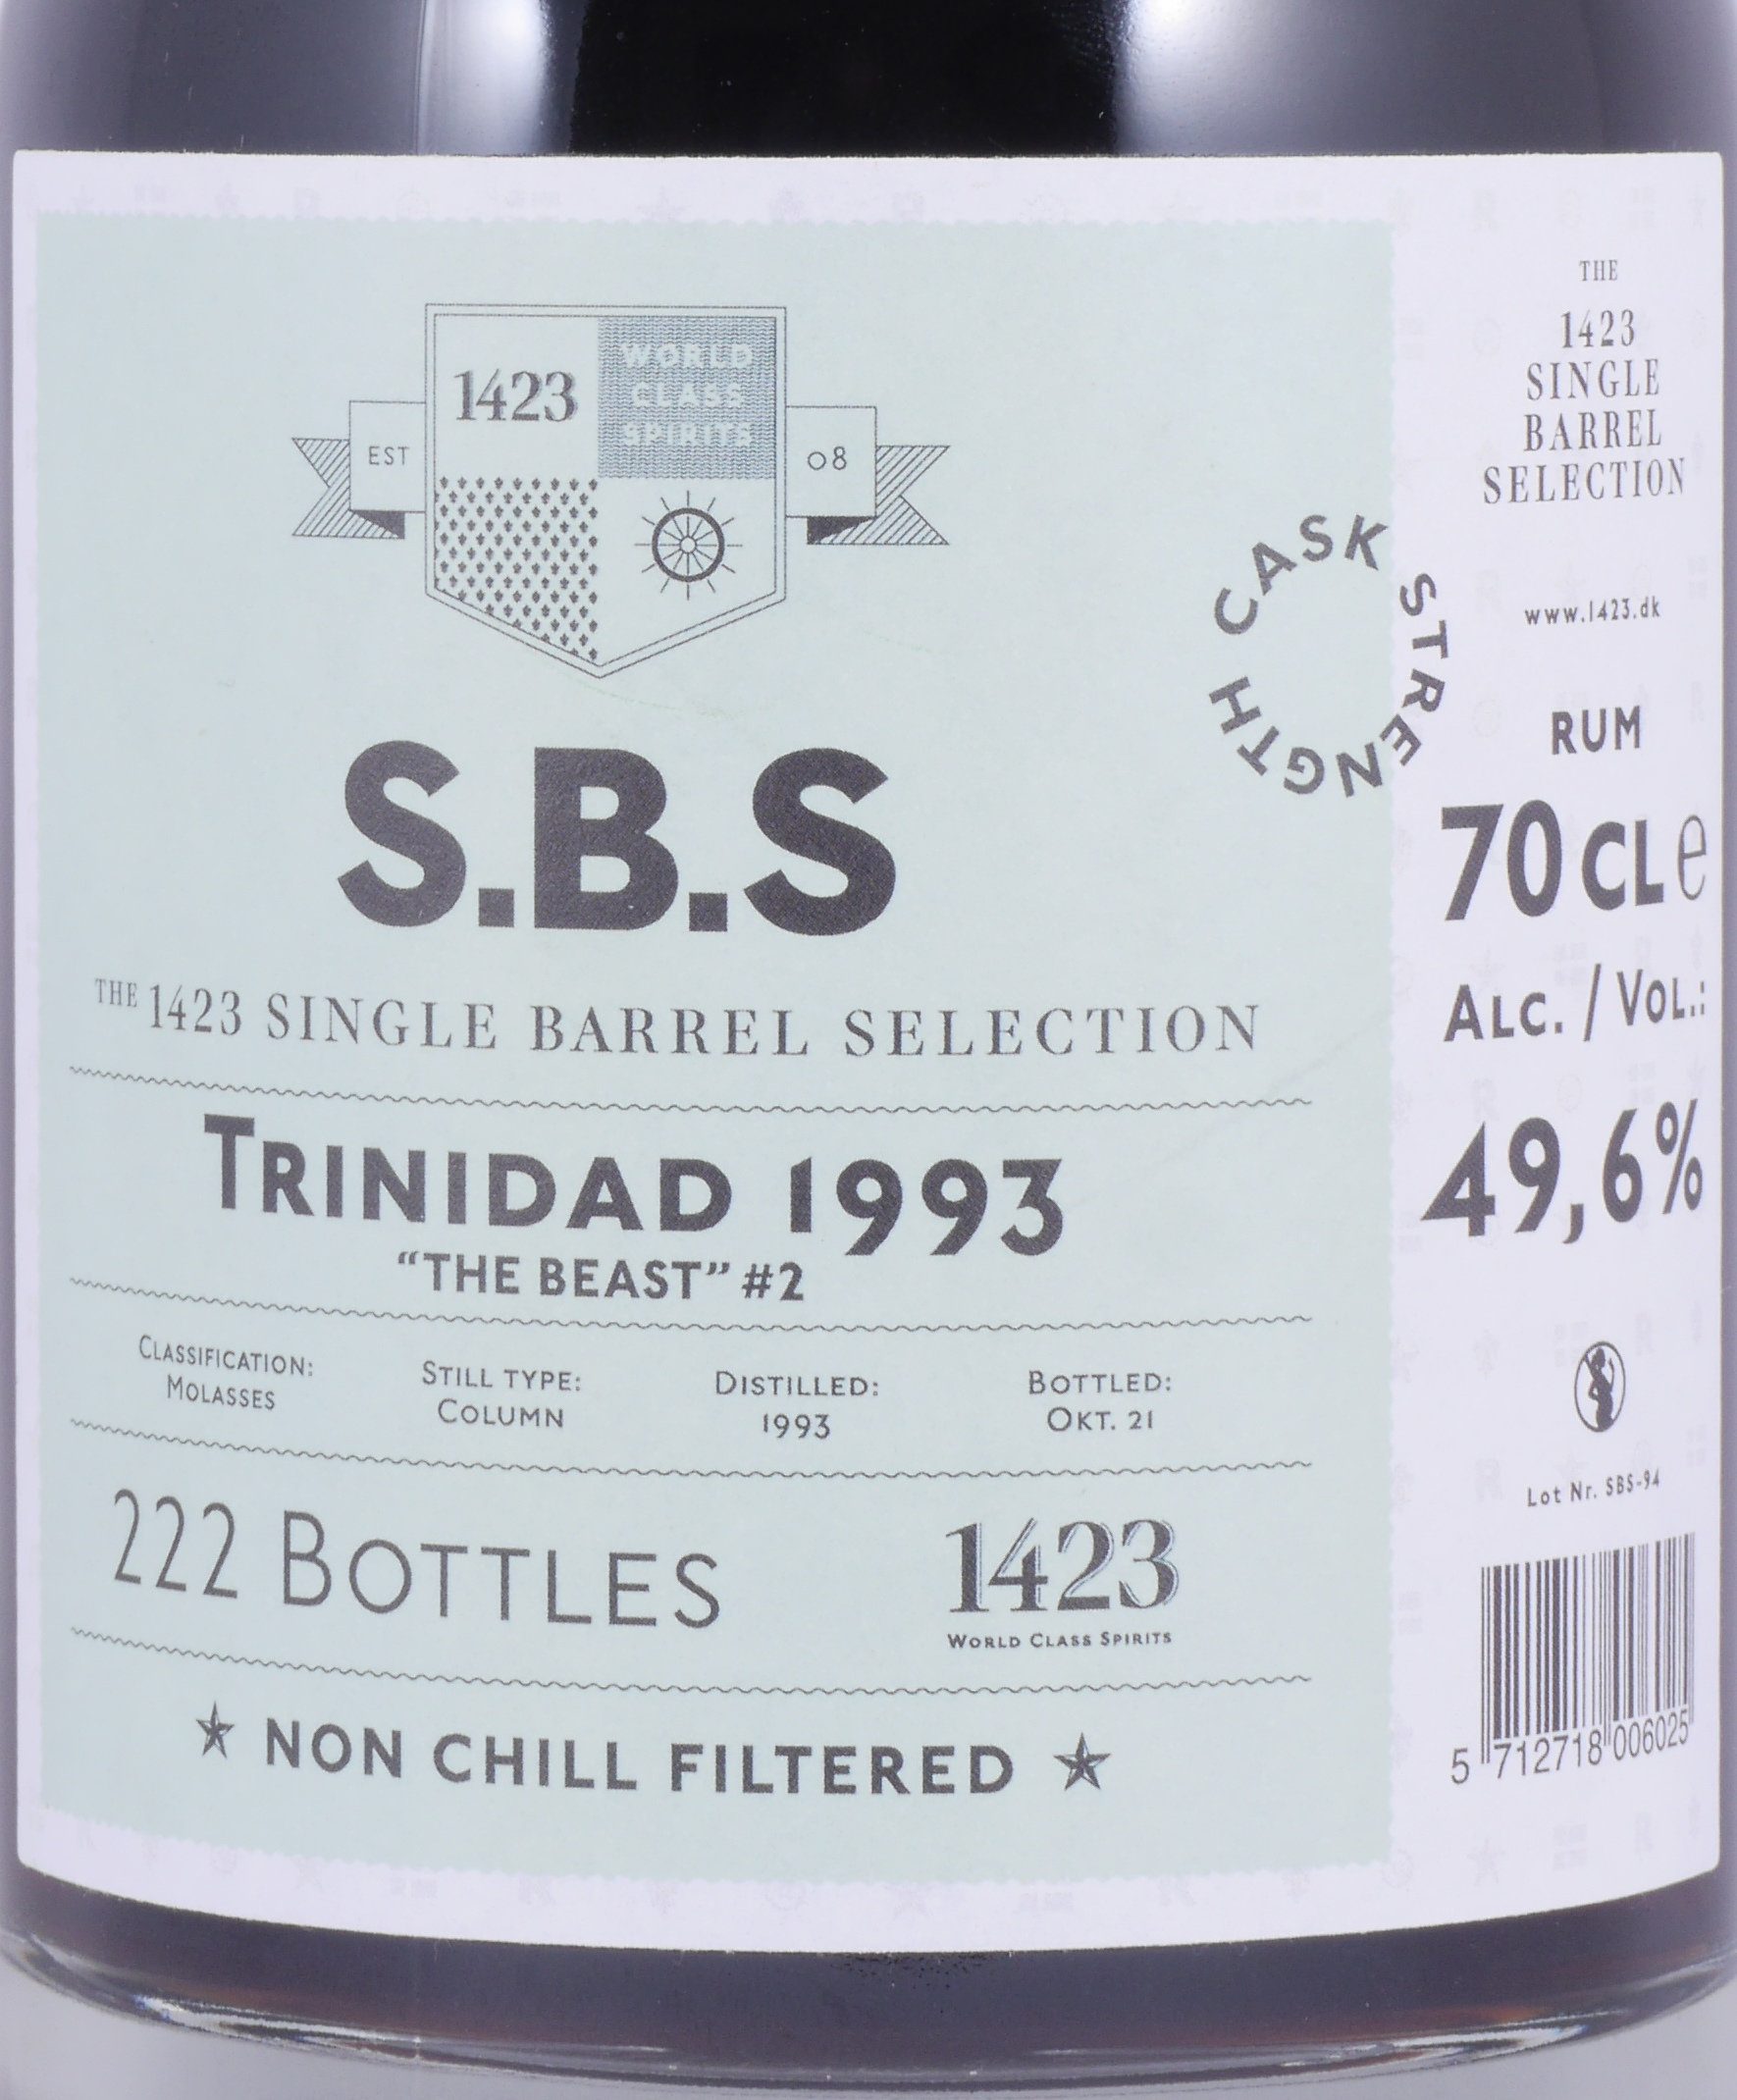 1423
WORLD
CLASS
SPIRITS
EST
08
S.B.S
THE 1423 SINGLE BARREL SELECTION
TRINIDAD 1993
“THE BEAST” #2
CLASSIFICATION:
MOLASSES
STILL TYPE:
COLUMN
DISTILLED:
1993
BOTTLED:
OKT. 21
222 BOTTLES
1423
WORLD CLASS SPIRITS
NON CHILL FILTERED
CASK STRENGTH
THE
1423
SINGLE
BARREL
SELECTION
www.1423.dk
RUM
70 CL e
ALC. / VOL.:
49,6%
Lot Nr. SBS-94
5 712718 006025